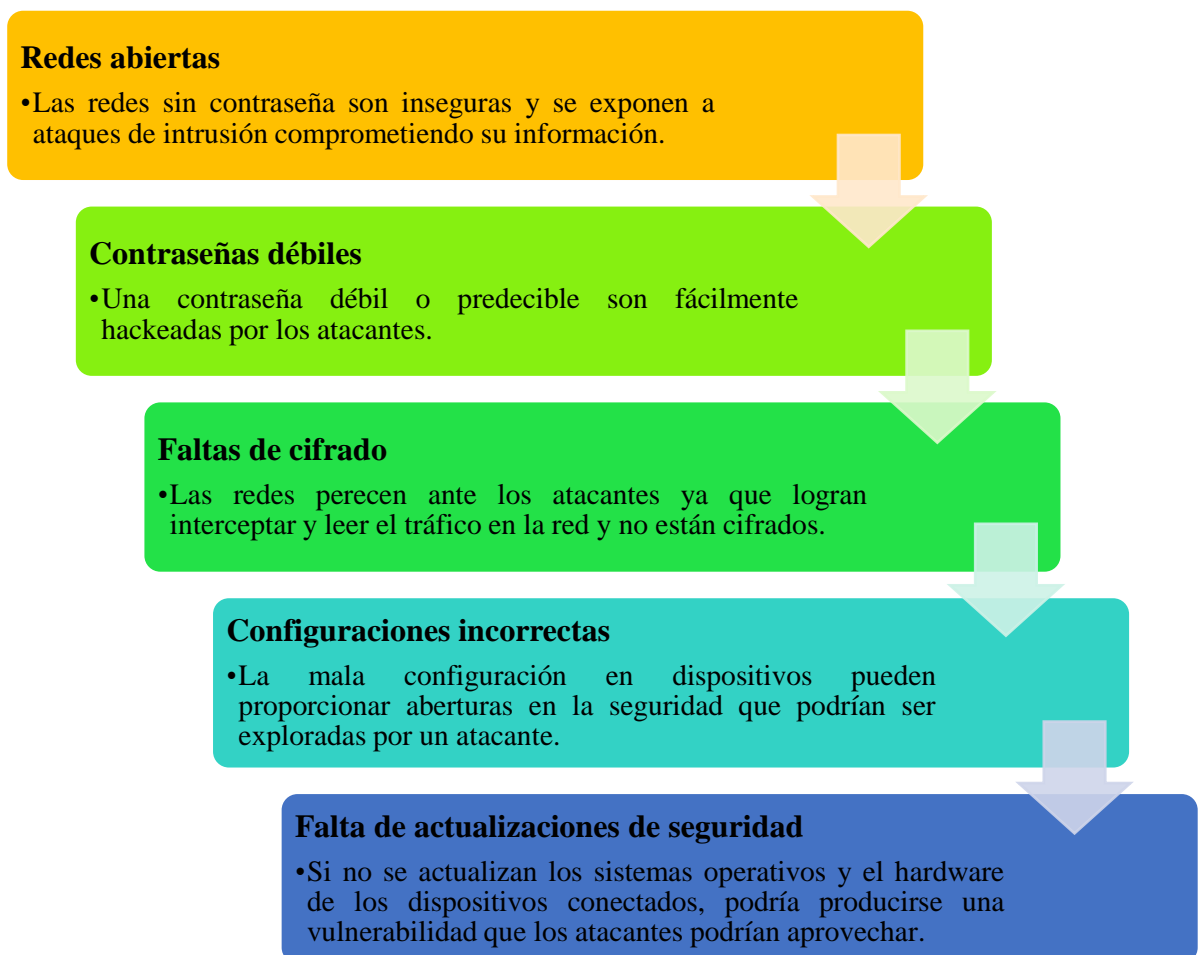 Redes abiertas
•Las redes sin contraseña son inseguras y se exponen a
ataques de intrusión comprometiendo su información.
Contraseñas débiles
•Una contraseña débil o predecible son fácilmente
hackeadas por los atacantes.
Faltas de cifrado
•Las redes perecen ante los atacantes ya que logran
interceptar y leer el tráfico en la red y no están cifrados.
Configuraciones incorrectas
•La mala configuración en dispositivos pueden
proporcionar aberturas en la seguridad que podrían ser
exploradas por un atacante.
Falta de actualizaciones de seguridad
•Si no se actualizan los sistemas operativos y el hardware
de los dispositivos conectados, podría producirse una
vulnerabilidad que los atacantes podrían aprovechar.